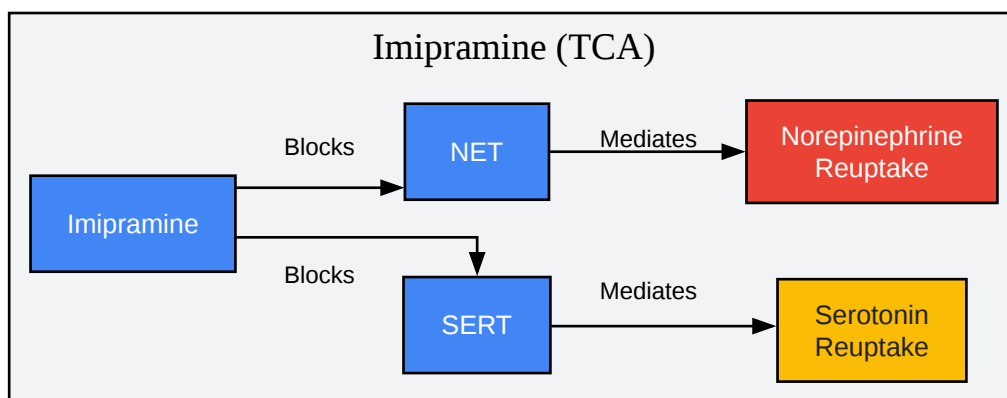 Imipramine (TCA)
Blocks
NET
Mediates
Norepinephrine
Reuptake
Imipramine
Blocks
SERT
Mediates
Serotonin
Reuptake